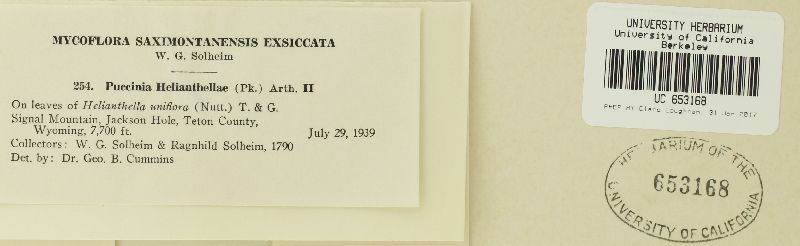 MYCOFLORA SAXIMONTANENSIS EXSICCATA
W. G. Solheim
254. Puccinia Helianthellae (Pk.) Arth. II
On leaves of Helianthella uniflora (Nutt.) T. & G.
Signal Mountain, Jackson Hole, Teton County,
Wyoming, 7,700 ft. July 29, 1939
Collectors: W. G. Solheim & Ragnhild Solheim, 1790
Det. by: Dr. Geo. B. Cummins
UNIVERSITY HERBARIUM
University of California
Berkeley
UC 653168
HERBARIUM OF THE
653168
UNIVERSITY OF CALIFORNIA